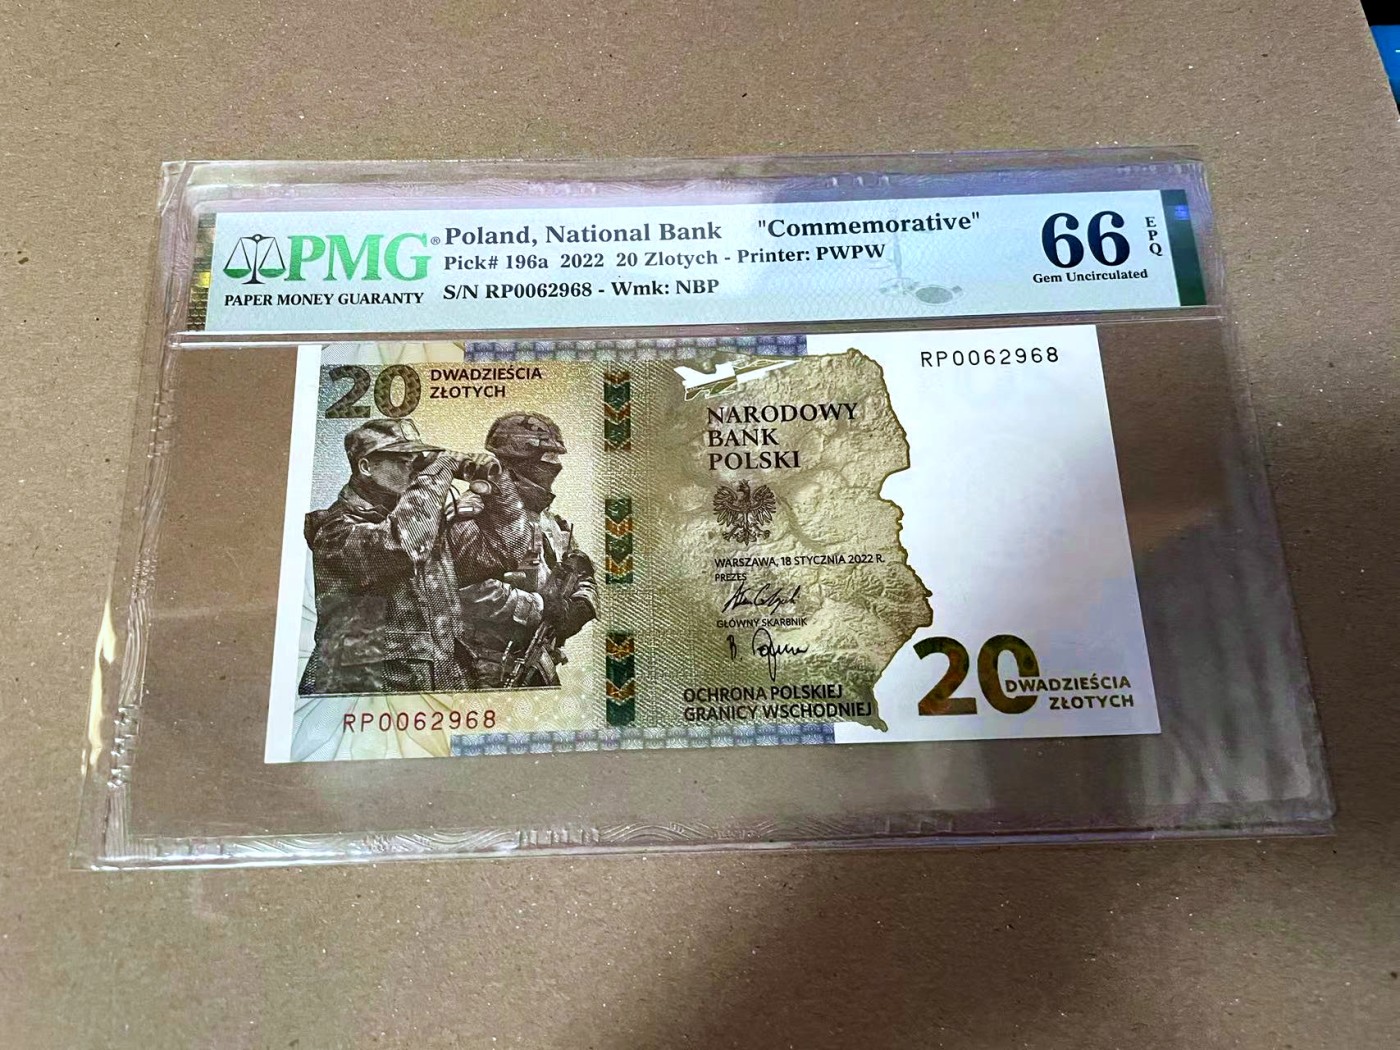 PMG®
PAPER MONEY GUARANTY
Poland, National Bank "Commemorative"
Pick# 196a 2022 20 Zlotych - Printer: PWPW
S/N RP0062968 - Wmk: NBP
66
EPQ
Gem Uncirculated
20 DWADZIEŚCIA
ZŁOTYCH
RP0062968
NARODOWY
BANK
POLSKI
WARSZAWA, 18 STYCZNIA 2022 R.
PREZES
GŁÓWNY SKARBNIK
OCHRONA POLSKIEJ
GRANICY WSCHODNIEJ
RP0062968
20 DWADZIEŚCIA
ZŁOTYCH